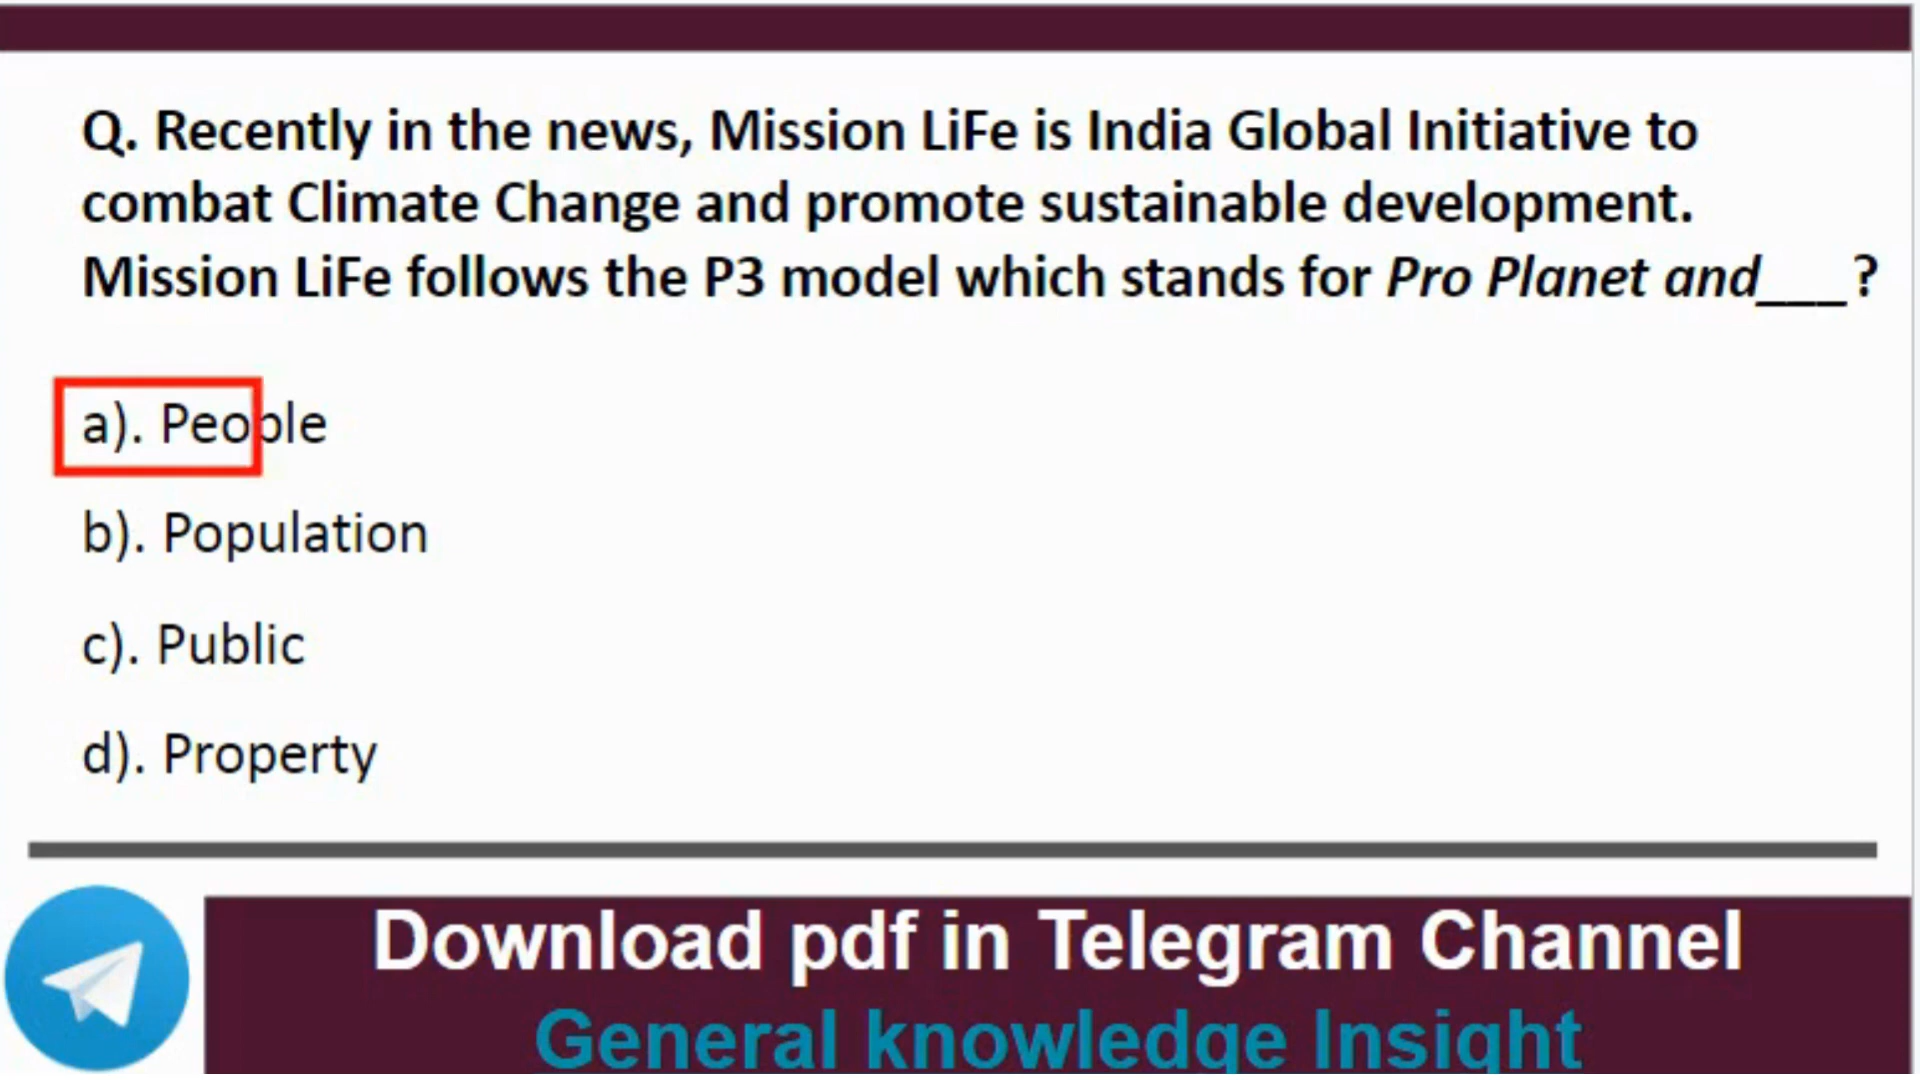 Q. Recently in the news, Mission LiFe is India Global Initiative to
combat Climate Change and promote sustainable development.
Mission LiFe follows the P3 model which stands for Pro Planet and___?
a). People
b). Population
c). Public
d). Property
Download pdf in Telegram Channel
General knowledge Insight